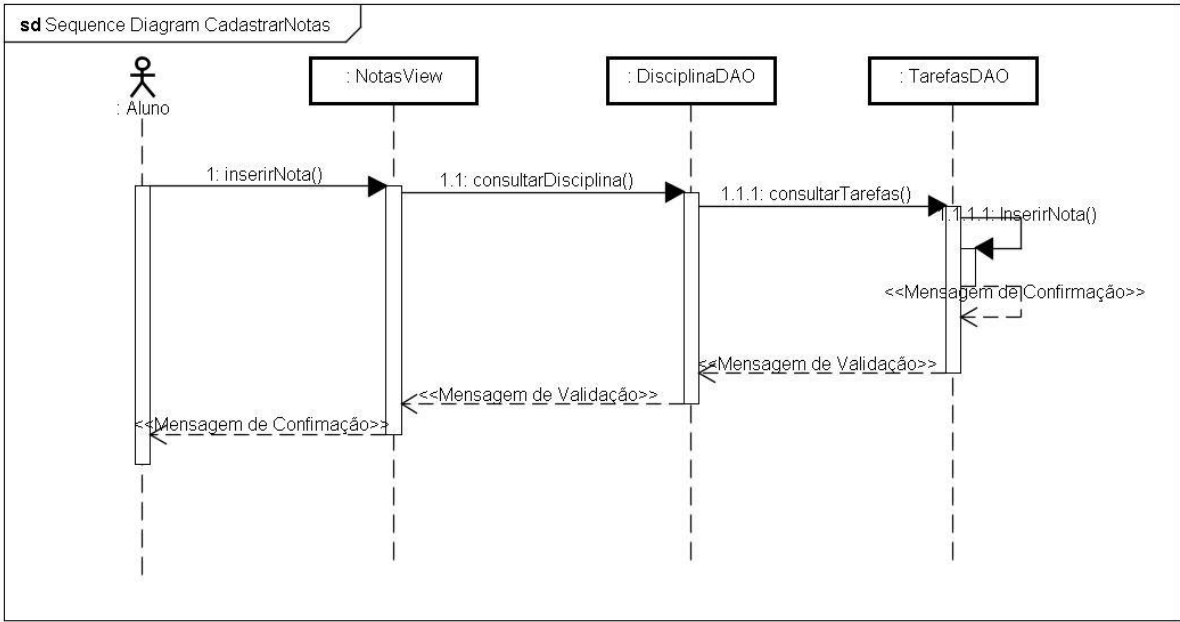 sd Sequence Diagram CadastrarNotas
: Aluno
: NotasView
: DisciplinaDAO
: TarefasDAO
1: inserirNota()
1.1: consultarDisciplina()
1.1.1: consultarTarefas()
1.1.1.1: InserirNota()
<<Mensagem de Confirmação>>
<<Mensagem de Validação>>
<<Mensagem de Validação>>
<<Mensagem de Confimação>>